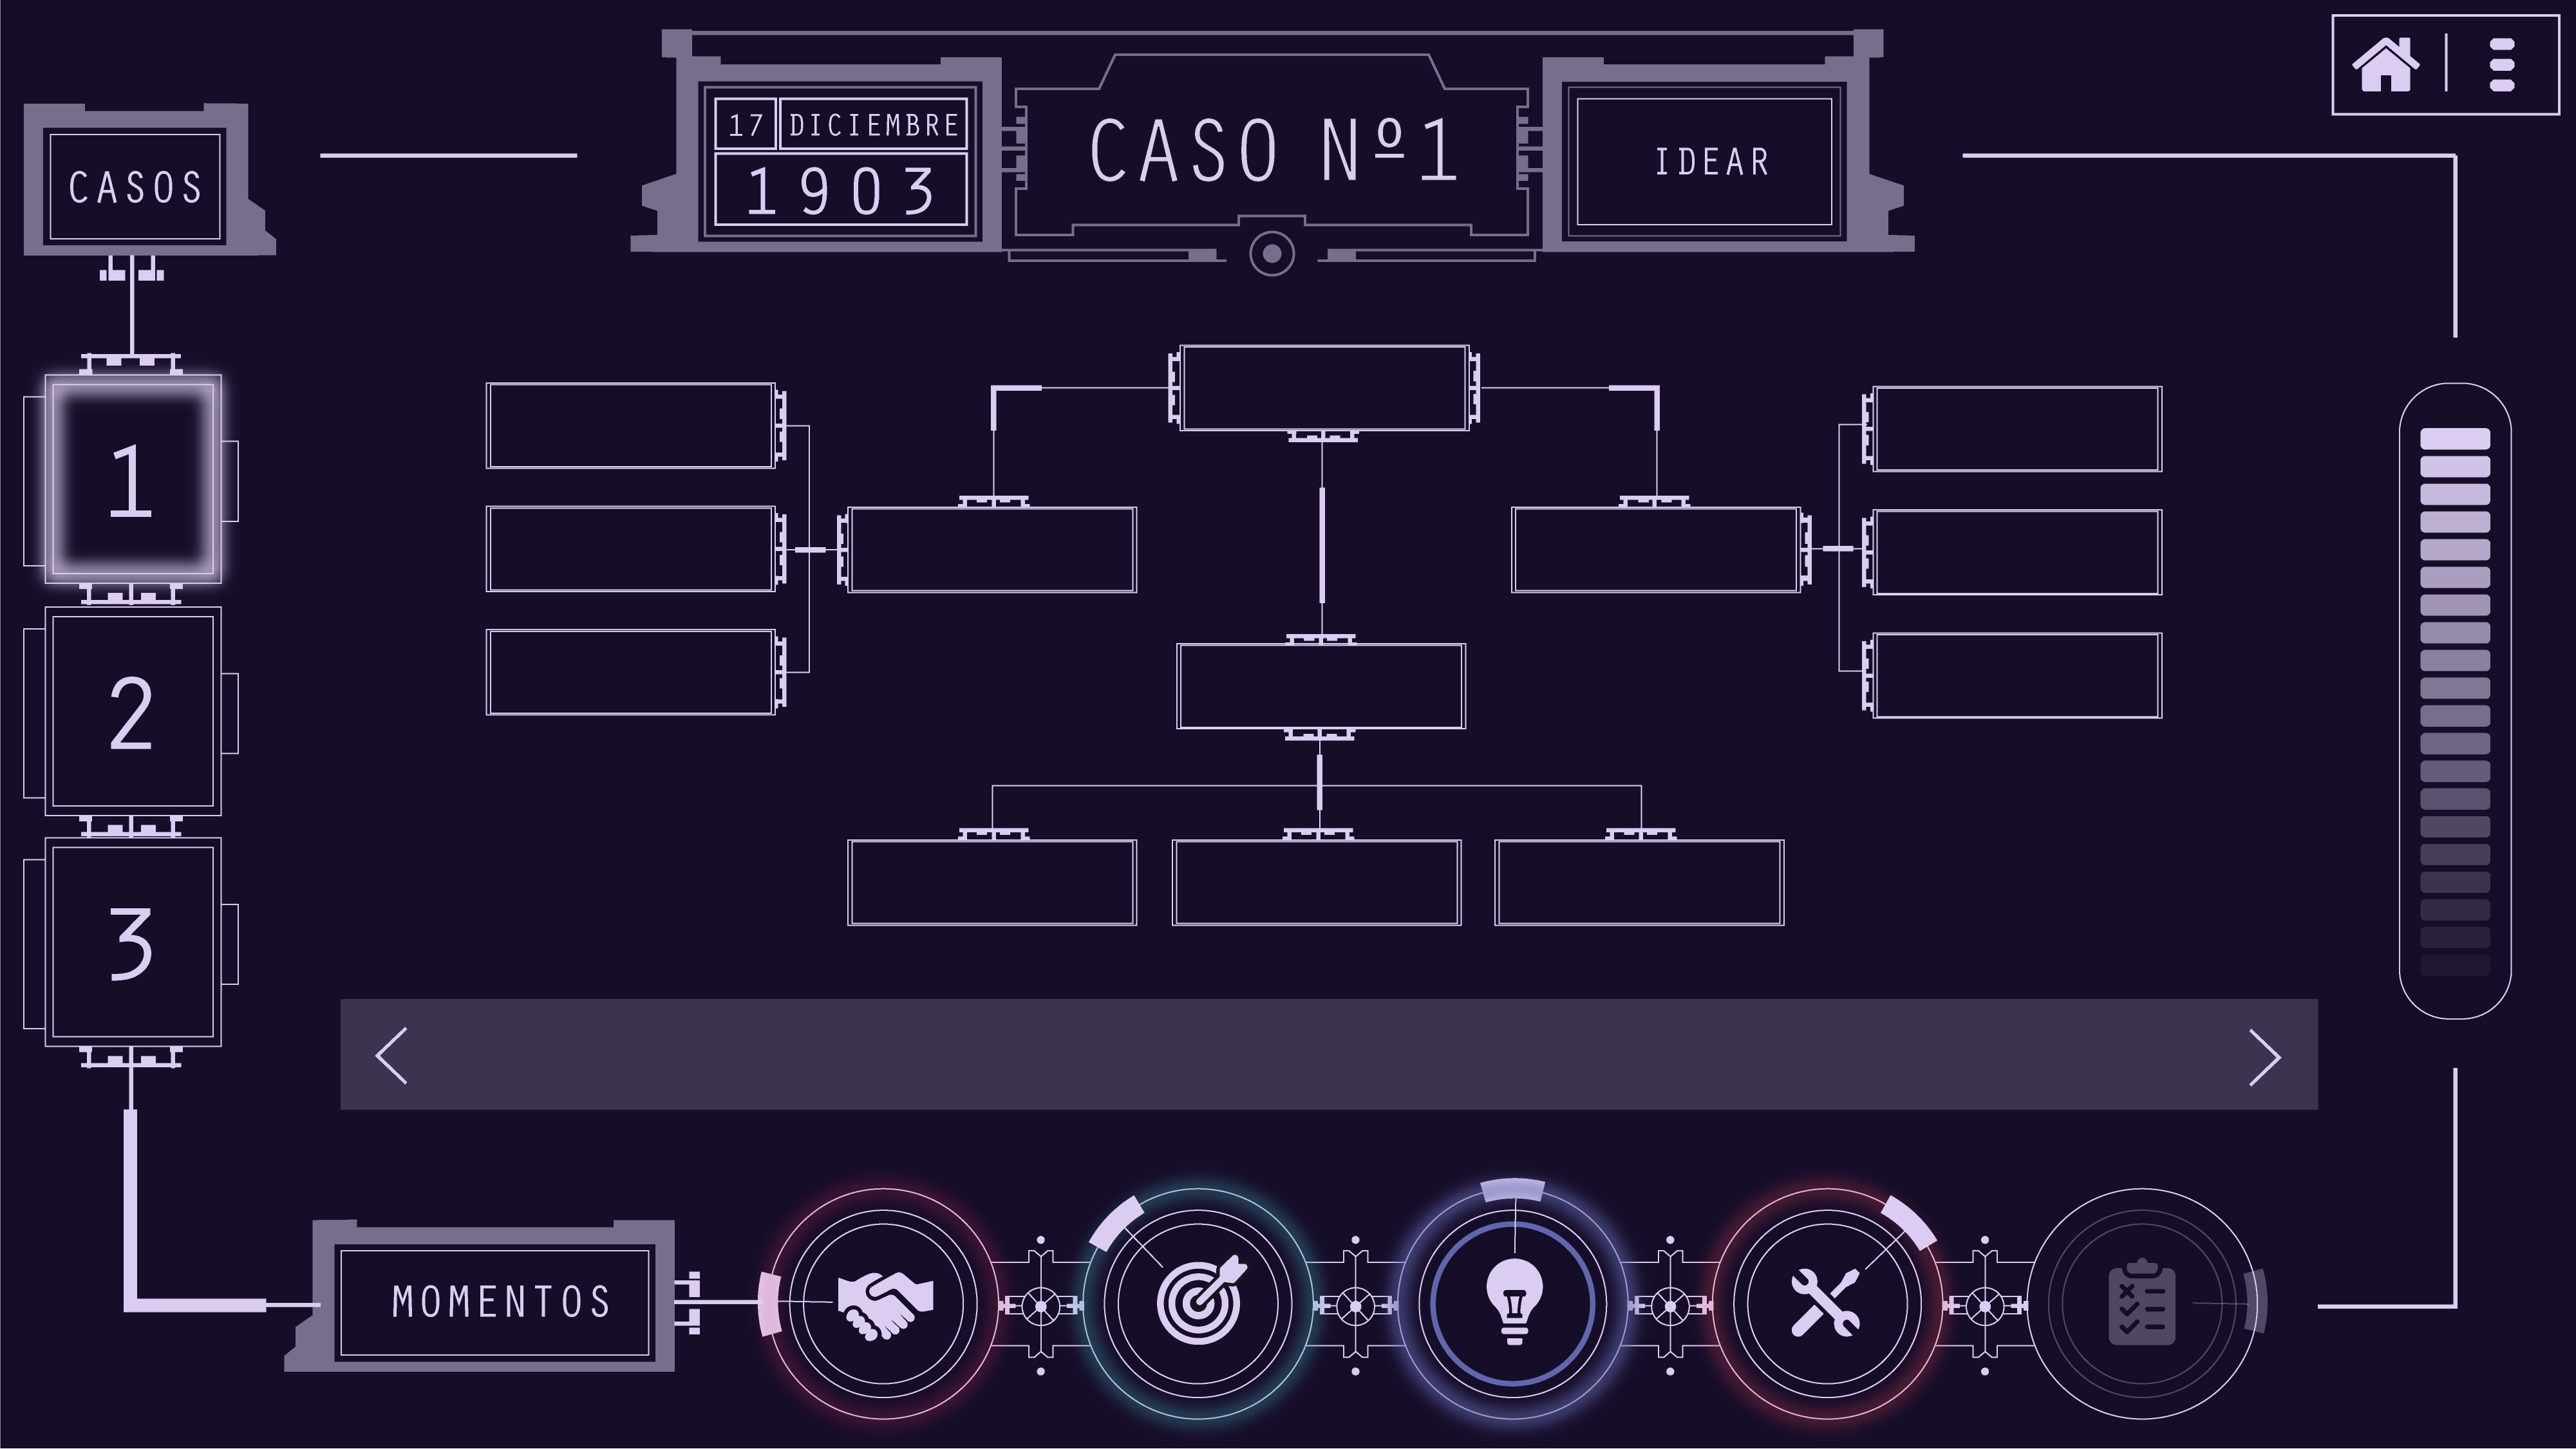 17 DICIEMBRE
1903
CASO Nº1
IDEAR
CASOS
1
2
3
MOMENTOS